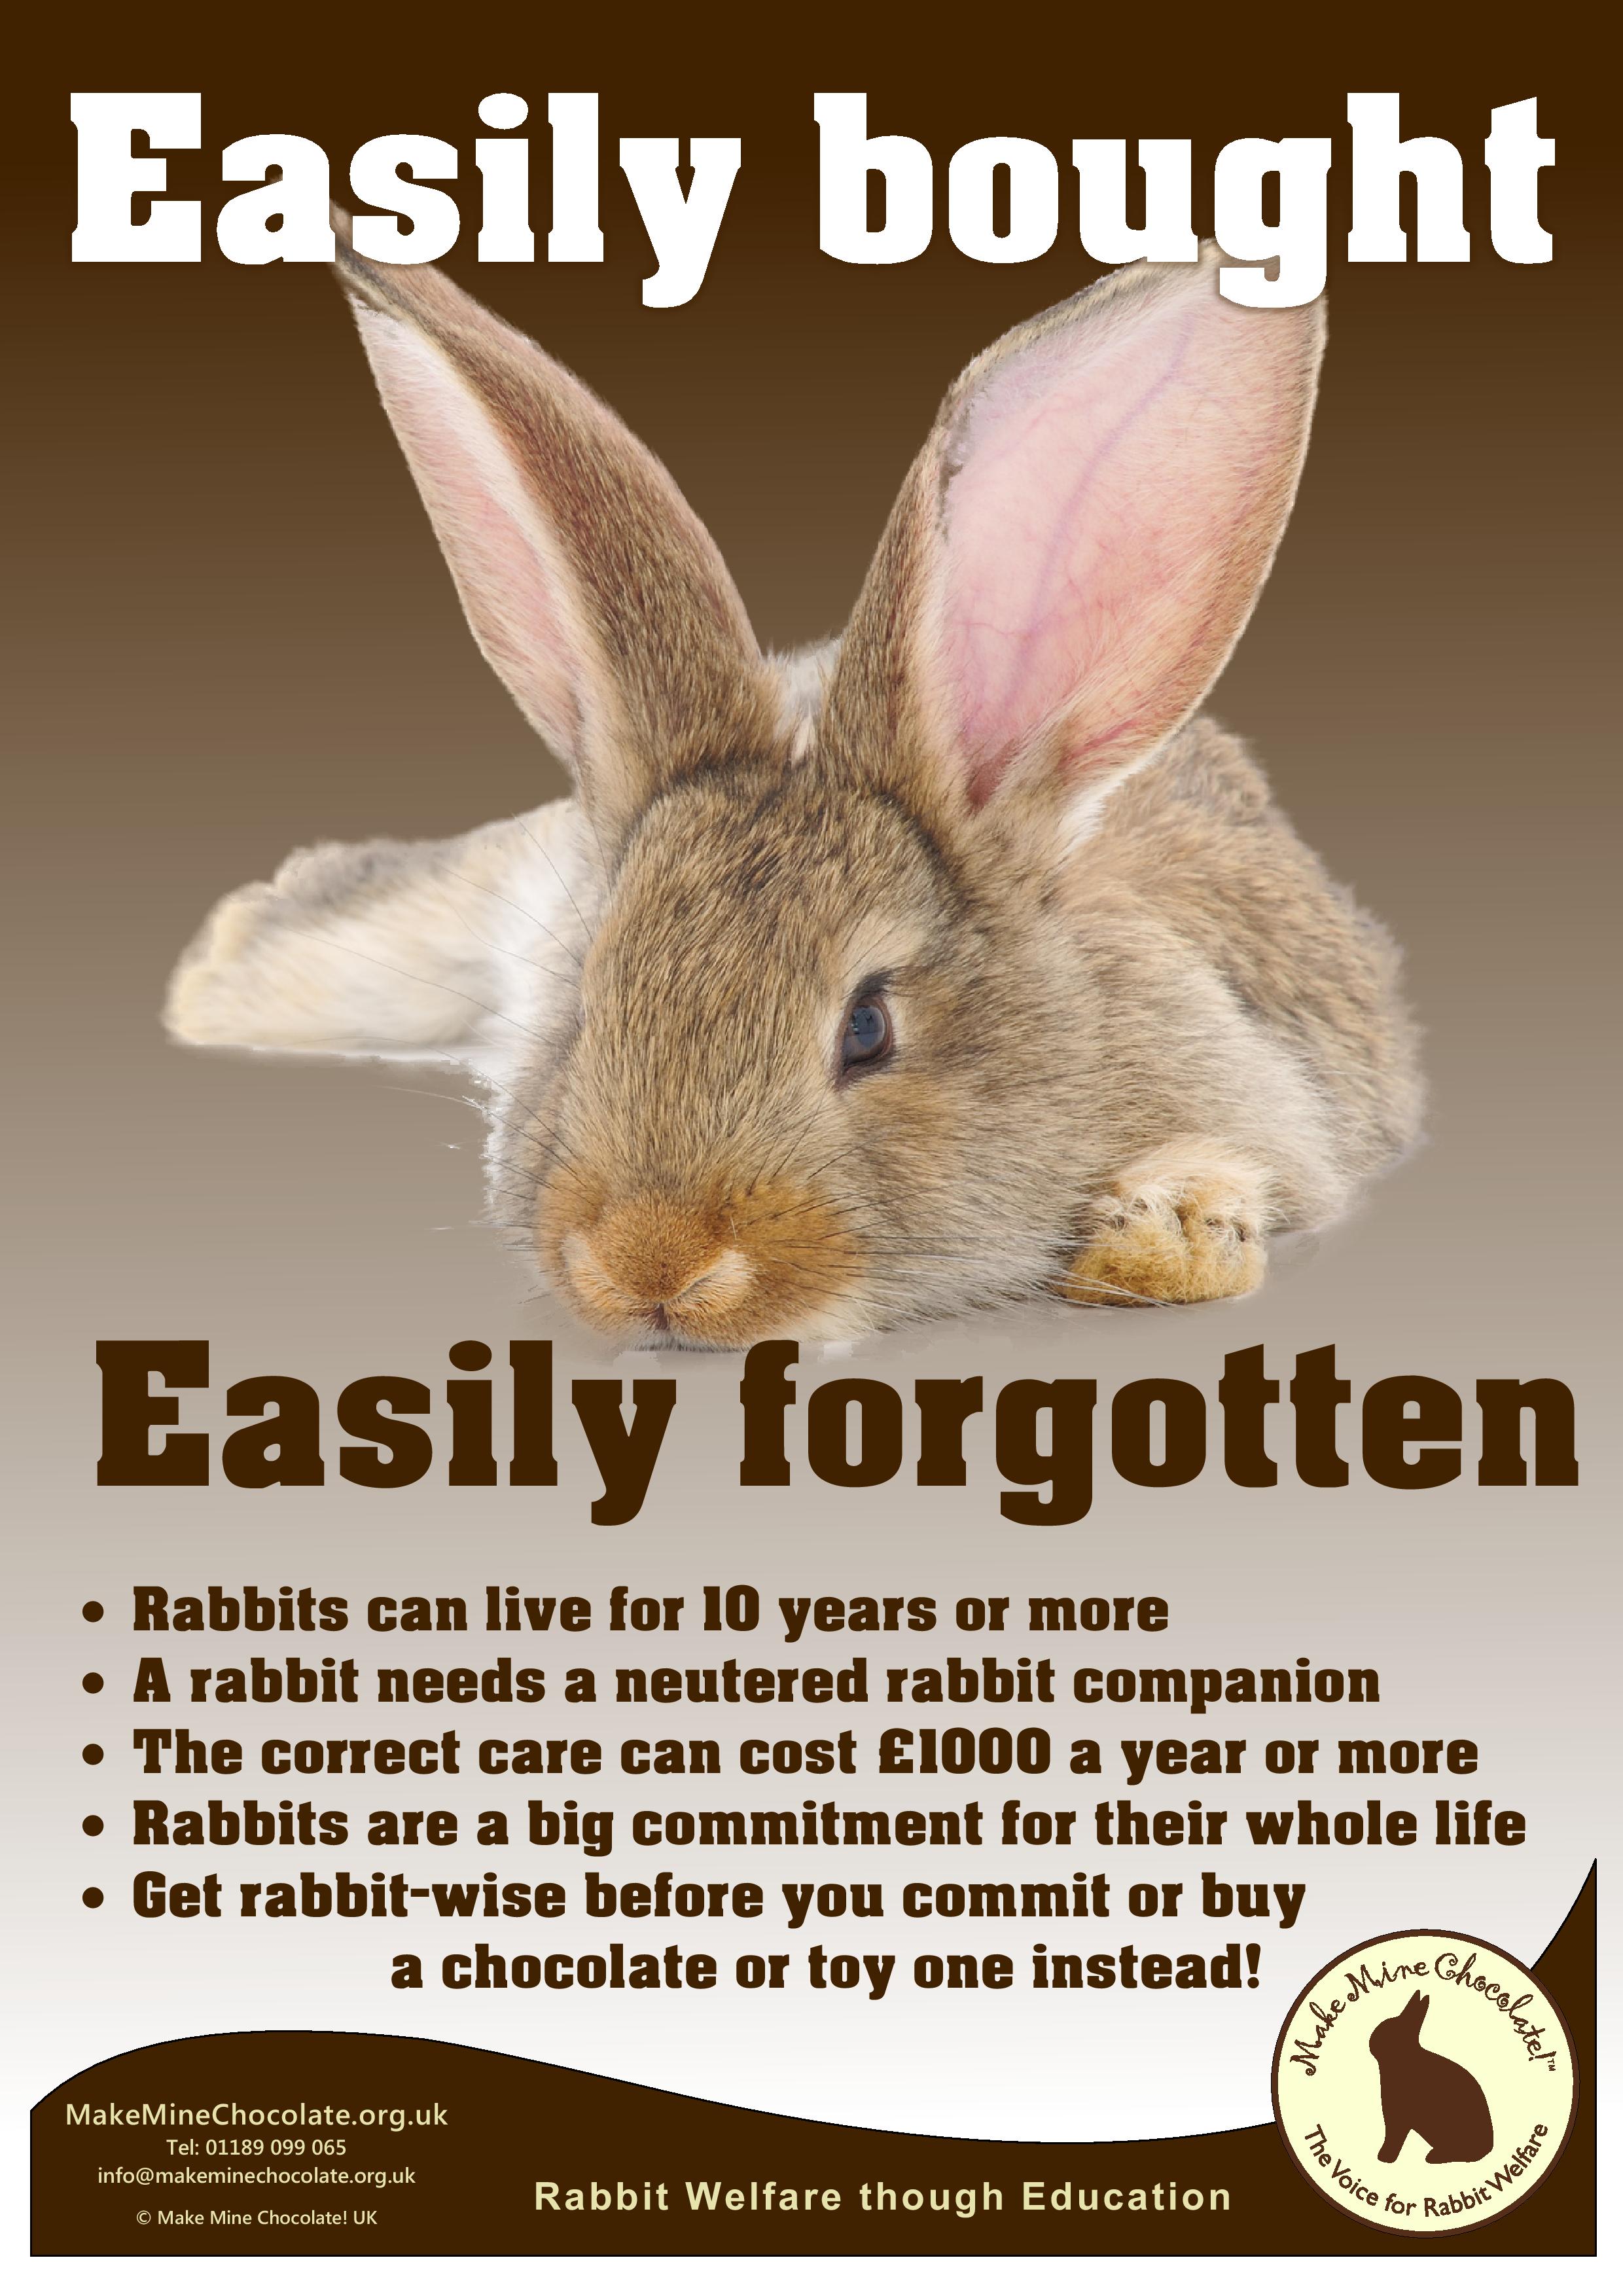 Easily bought
Easily forgotten
• Rabbits can live for 10 years or more
• A rabbit needs a neutered rabbit companion
• The correct care can cost £1000 a year or more
• Rabbits are a big commitment for their whole life
• Get rabbit-wise before you commit or buy
a chocolate or toy one instead!
MakeMineChocolate.org.uk
Tel: 01189 099 065
info@makeminechocolate.org.uk
© Make Mine Chocolate! UK
Rabbit Welfare though Education
Make Mine Chocolate!™
The Voice for Rabbit Welfare